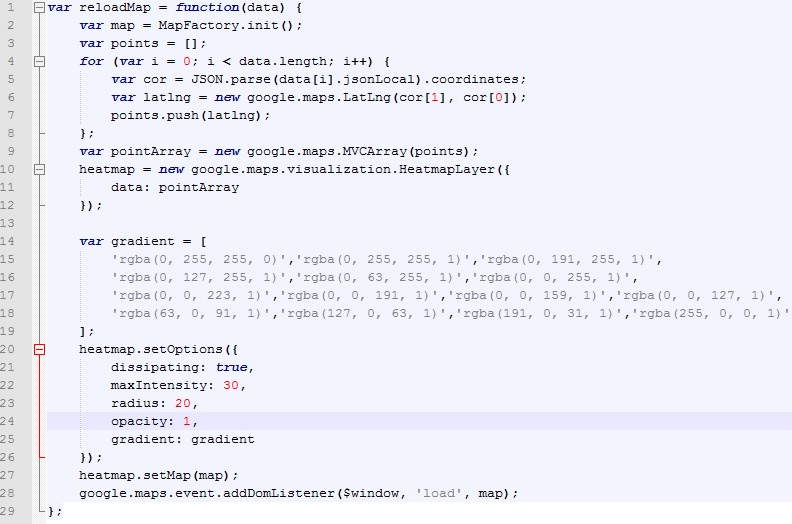 1 var reloadMap = function(data) {
2     var map = MapFactory.init();
3     var points = [];
4     for (var i = 0; i < data.length; i++) {
5         var cor = JSON.parse(data[i].jsonLocal).coordinates;
6         var latlng = new google.maps.LatLng(cor[1], cor[0]);
7         points.push(latlng);
8     };
9     var pointArray = new google.maps.MVCArray(points);
10     heatmap = new google.maps.visualization.HeatmapLayer({
11         data: pointArray
12     });
13
14     var gradient = [
15         'rgba(0, 255, 255, 0)','rgba(0, 255, 255, 1)','rgba(0, 191, 255, 1)',
16         'rgba(0, 127, 255, 1)','rgba(0, 63, 255, 1)','rgba(0, 0, 255, 1)',
17         'rgba(0, 0, 223, 1)','rgba(0, 0, 191, 1)','rgba(0, 0, 159, 1)','rgba(0, 0, 127, 1)',
18         'rgba(63, 0, 91, 1)','rgba(127, 0, 63, 1)','rgba(191, 0, 31, 1)','rgba(255, 0, 0, 1)'
19     ];
20     heatmap.setOptions({
21         dissipating: true,
22         maxIntensity: 30,
23         radius: 20,
24         opacity: 1,
25         gradient: gradient
26     });
27     heatmap.setMap(map);
28     google.maps.event.addDomListener($window, 'load', map);
29 };